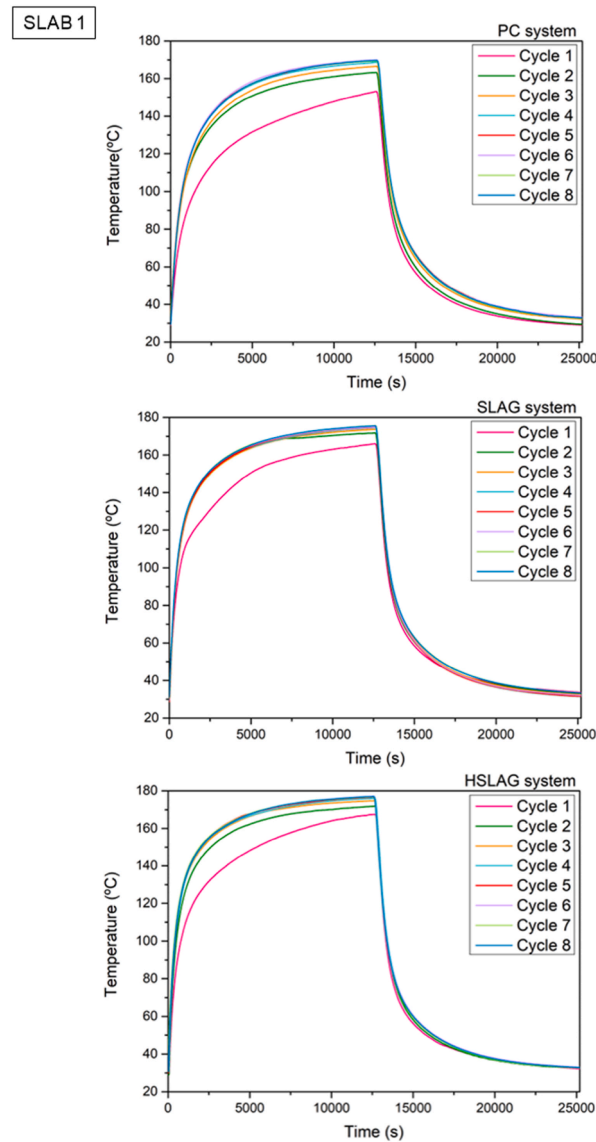 SLAB 1
PC system
180
160
140
120
100
80
60
40
20
Temperature(ºC)
Cycle 1
Cycle 2
Cycle 3
Cycle 4
Cycle 5
Cycle 6
Cycle 7
Cycle 8
0 5000 10000 15000 20000 25000
Time (s)
SLAG system
180
160
140
120
100
80
60
40
20
Temperature (ºC)
Cycle 1
Cycle 2
Cycle 3
Cycle 4
Cycle 5
Cycle 6
Cycle 7
Cycle 8
0 5000 10000 15000 20000 25000
Time (s)
HSLAG system
180
160
140
120
100
80
60
40
20
Temperature (ºC)
Cycle 1
Cycle 2
Cycle 3
Cycle 4
Cycle 5
Cycle 6
Cycle 7
Cycle 8
0 5000 10000 15000 20000 25000
Time (s)